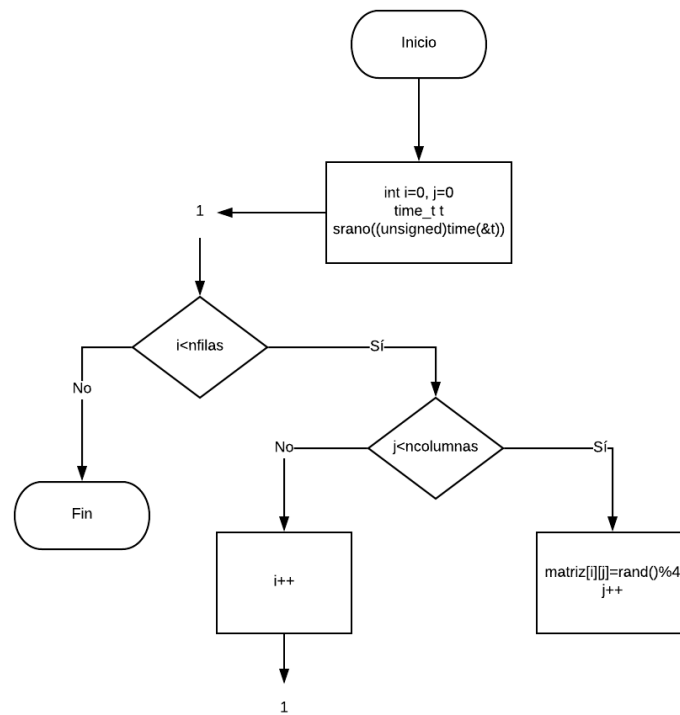 Inicio
int i=0, j=0
time_t t
srano((unsigned)time(&t))
1
i<nfilas
Sí
No
j<ncolumnas
No
Sí
Fin
i++
matriz[i][j]=rand()%4
j++
1